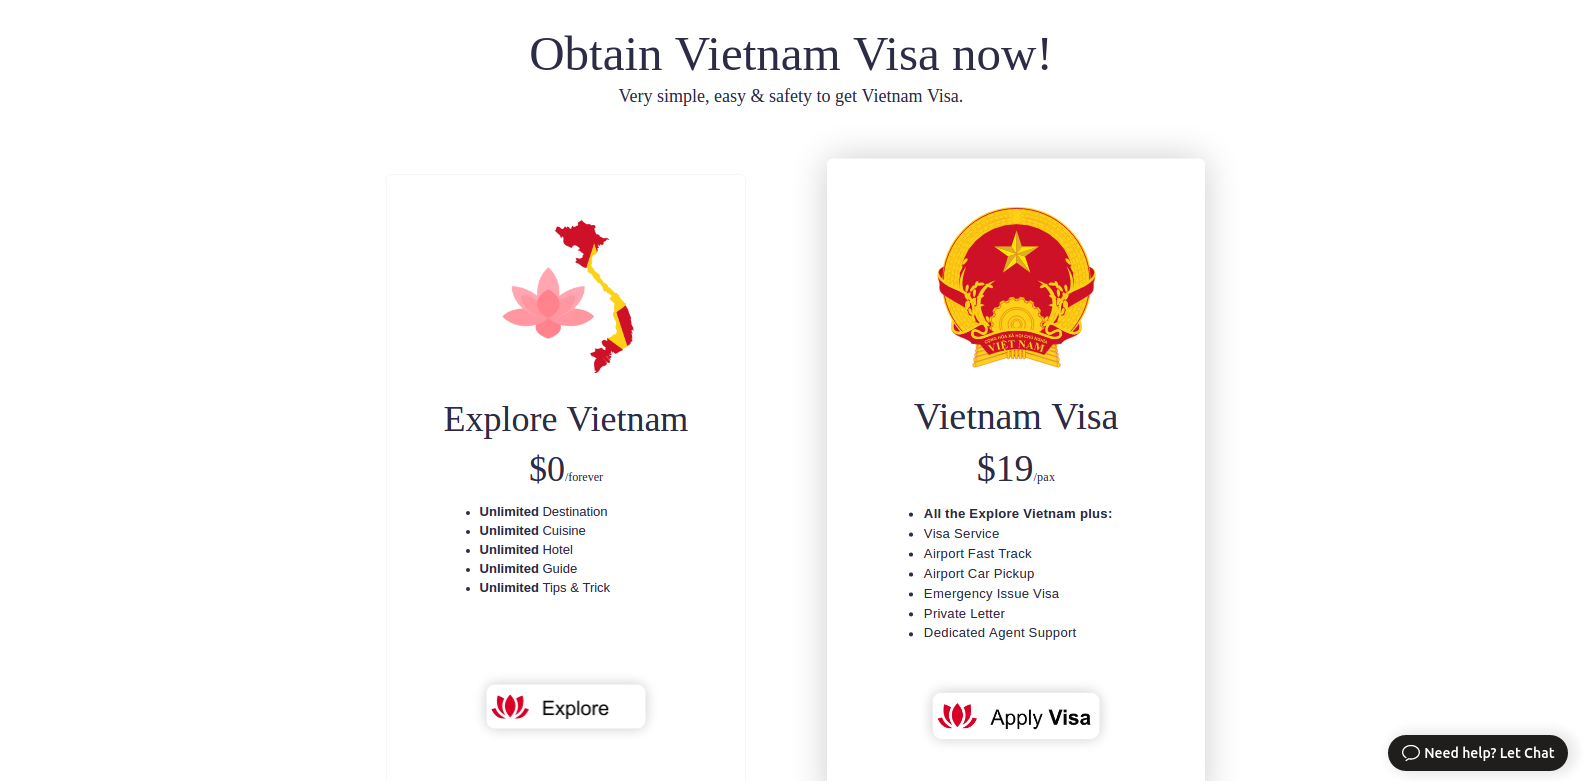 Obtain Vietnam Visa now!
Very simple, easy & safety to get Vietnam Visa.
Explore Vietnam
$0/forever
Unlimited Destination
Unlimited Cuisine
Unlimited Hotel
Unlimited Guide
Unlimited Tips & Trick
Explore
CỘNG HÒA XÃ HỘI CHỦ NGHĨA
VIỆT NAM
Vietnam Visa
$19/pax
All the Explore Vietnam plus:
Visa Service
Airport Fast Track
Airport Car Pickup
Emergency Issue Visa
Private Letter
Dedicated Agent Support
Apply Visa
Need help? Let Chat